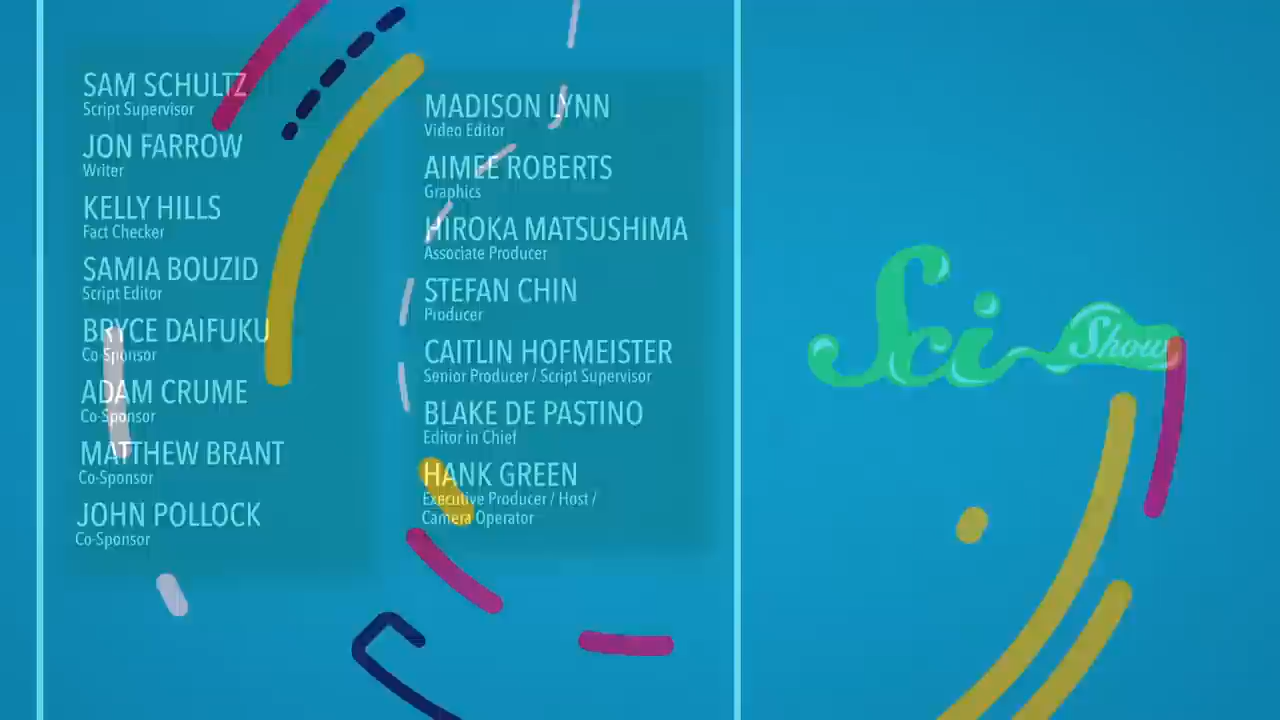 SAM SCHULTZ
Script Supervisor
JON FARROW
Writer
KELLY HILLS
Fact Checker
SAMIA BOUZID
Script Editor
BRYCE DAIFUKU
Co-Sponsor
ADAM CRUME
Co-Sponsor
MATTHEW BRANT
Co-Sponsor
JOHN POLLOCK
Co-Sponsor
MADISON LYNN
Video Editor
AIMEE ROBERTS
Graphics
HIROKA MATSUSHIMA
Associate Producer
STEFAN CHIN
Producer
CAITLIN HOFMEISTER
Senior Producer / Script Supervisor
BLAKE DE PASTINO
Editor in Chief
HANK GREEN
Executive Producer / Host /
Camera Operator
Sci Show